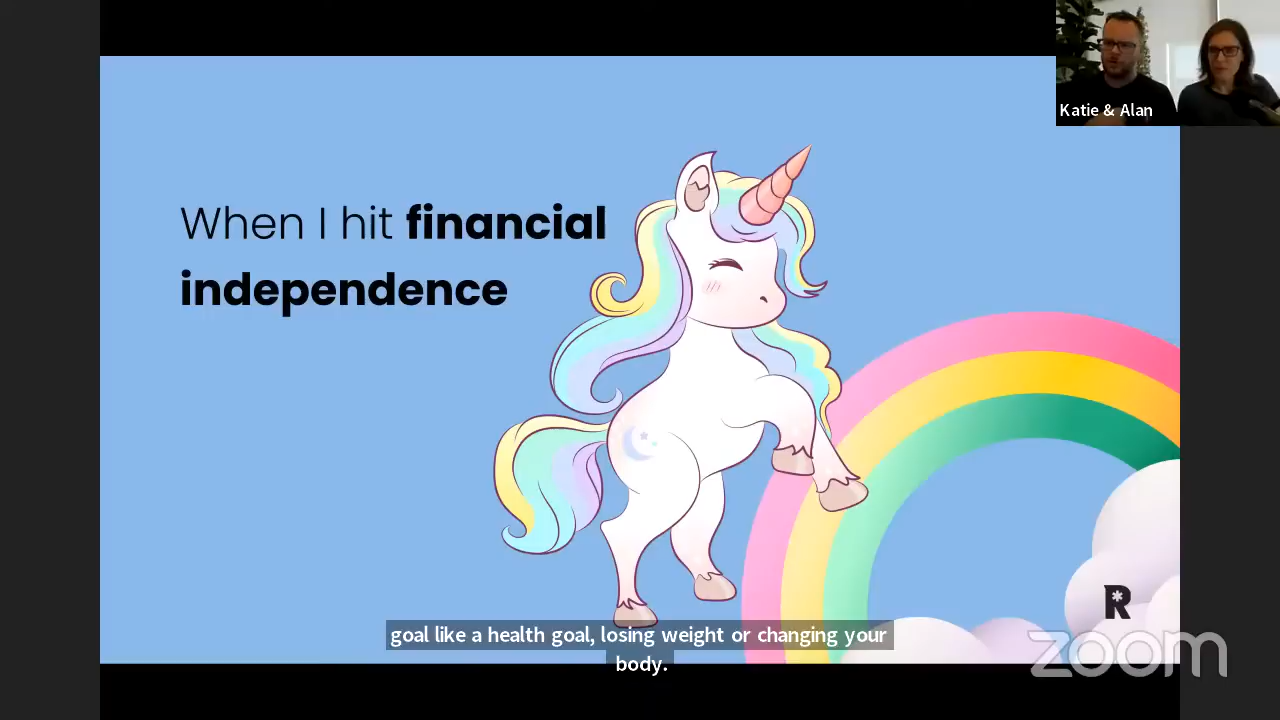 Katie & Alan
When I hit financial
independence
goal like a health goal, losing weight or changing your
body.
R
zoom